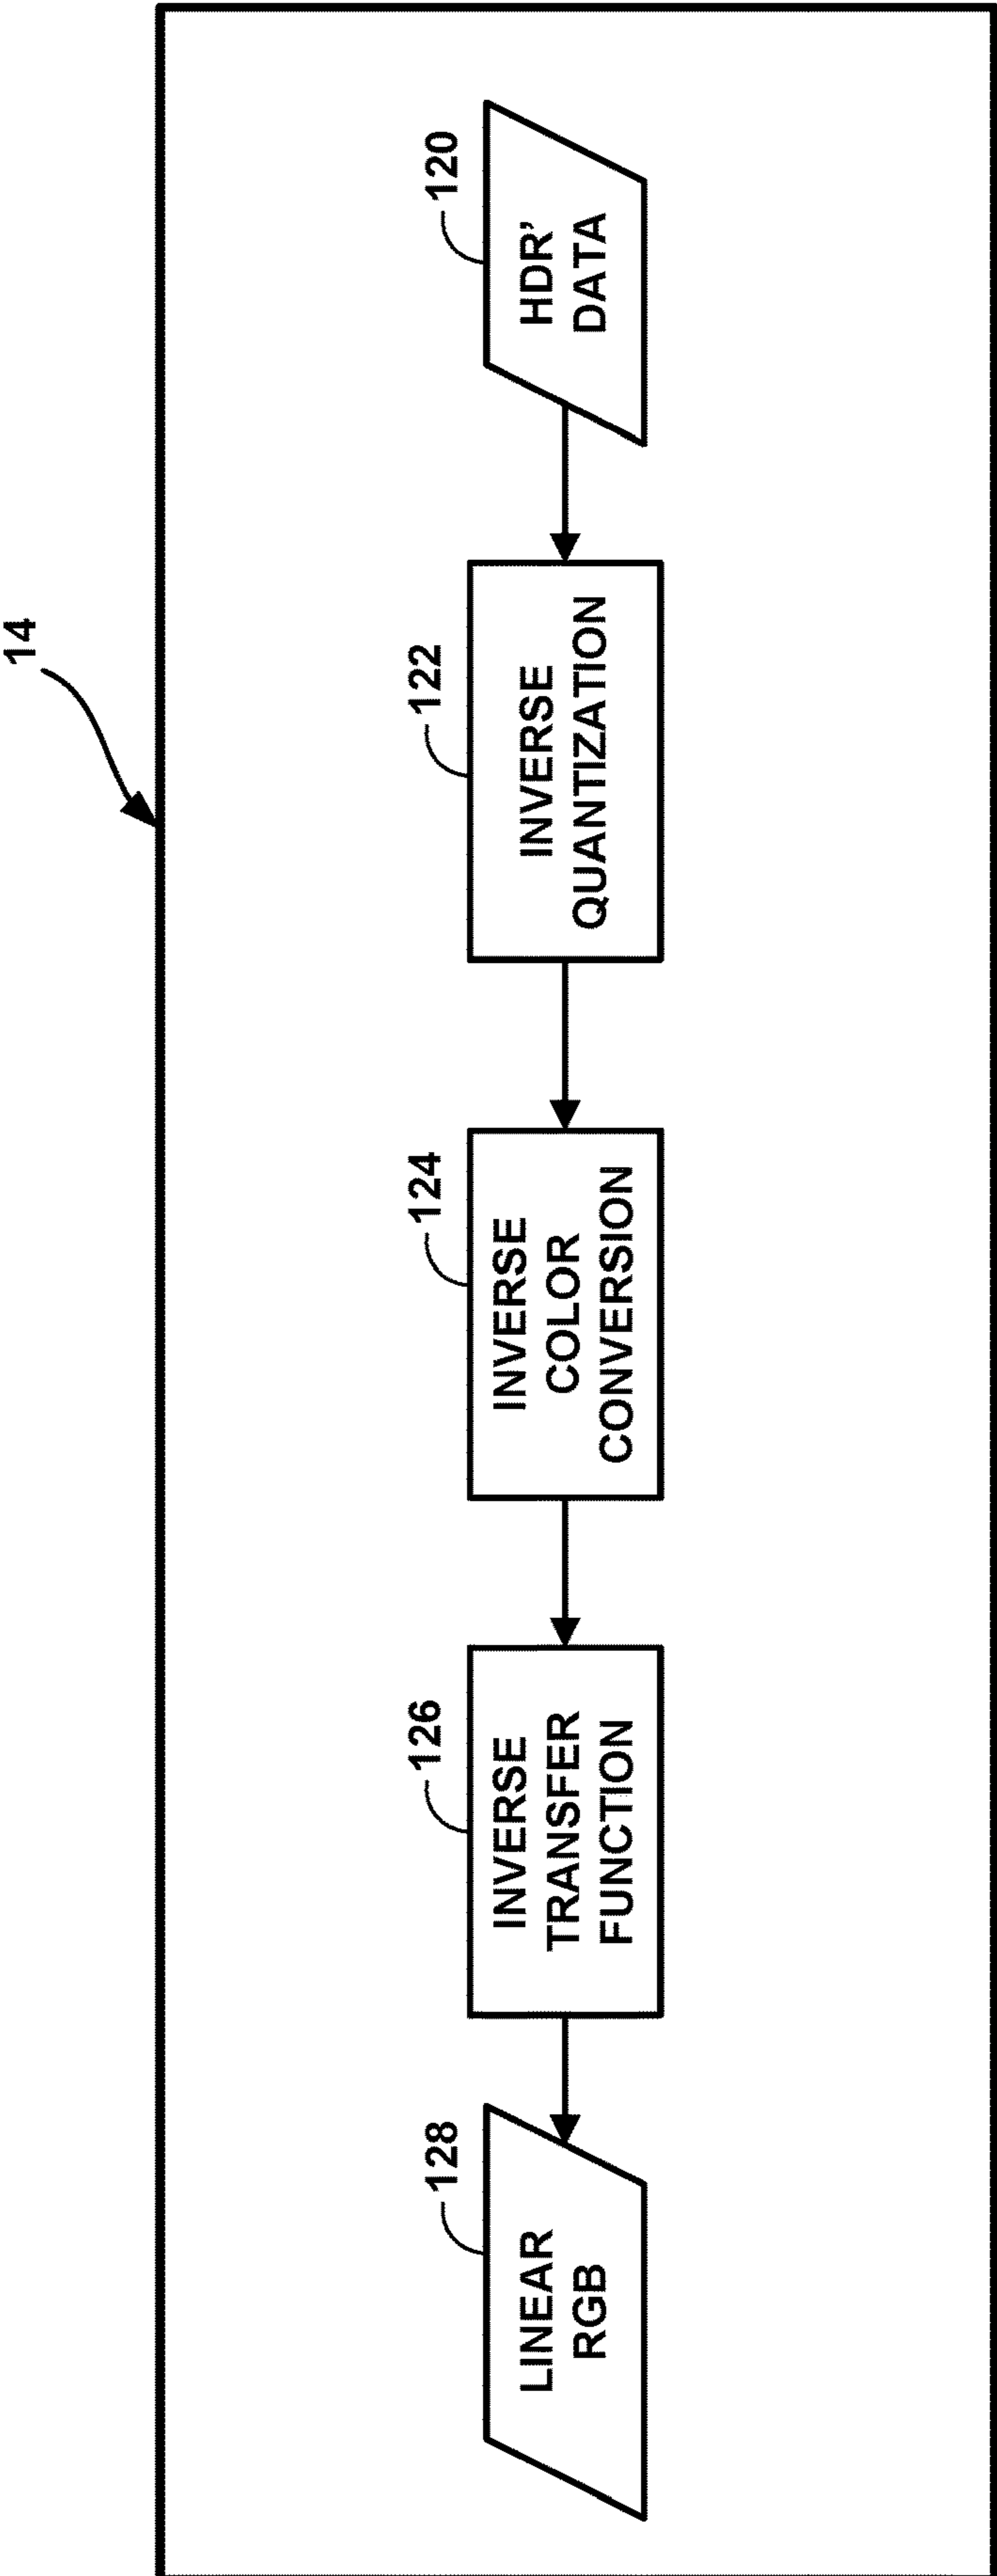 14
128
LINEAR
RGB
126
INVERSE
TRANSFER
FUNCTION
124
INVERSE
COLOR
CONVERSION
122
INVERSE
QUANTIZATION
120
HDR'
DATA